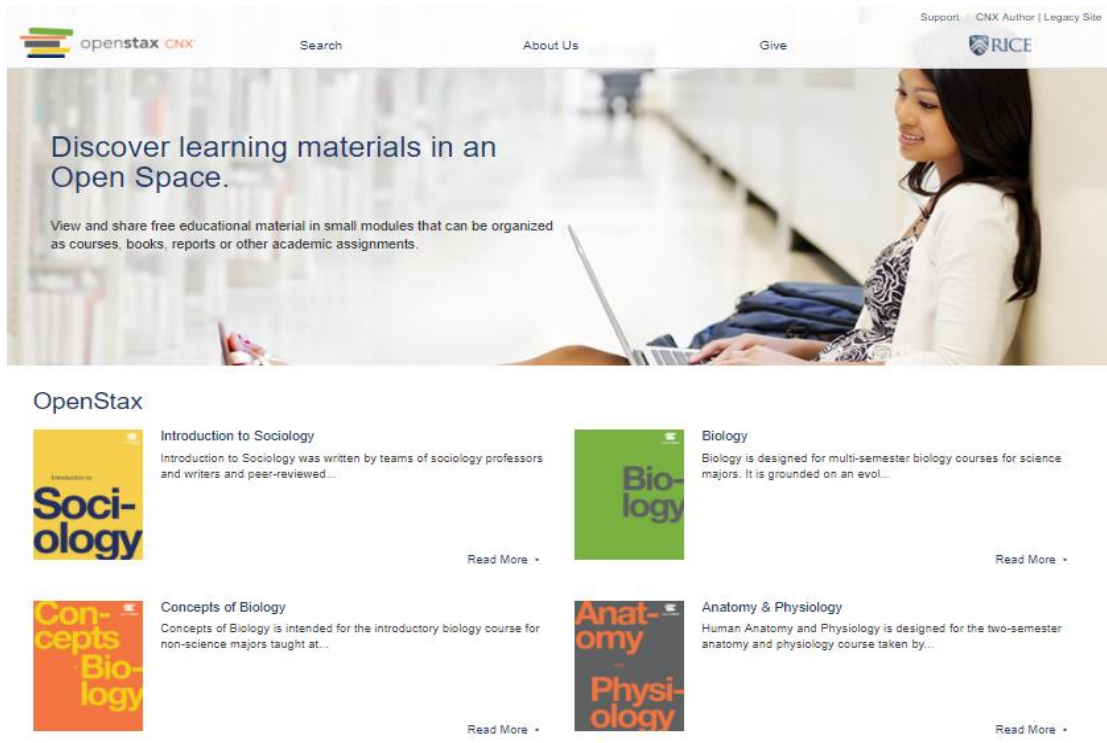 Support | CNX Author | Legacy Site
openstax CNX
Search
About Us
Give
RICE
Discover learning materials in an
Open Space.
View and share free educational material in small modules that can be organized
as courses, books, reports or other academic assignments.
OpenStax
Introduction to
Soci-
ology
Introduction to Sociology
Introduction to Sociology was written by teams of sociology professors
and writers and peer-reviewed...
Read More
Bio-
logy
Biology
Biology is designed for multi-semester biology courses for science
majors. It is grounded on an evol...
Read More
Con-
cepts
of Bio-
logy
Concepts of Biology
Concepts of Biology is intended for the introductory biology course for
non-science majors taught at...
Read More
Anat-
omy
Physi-
ology
Anatomy & Physiology
Human Anatomy and Physiology is designed for the two-semester
anatomy and physiology course taken by...
Read More